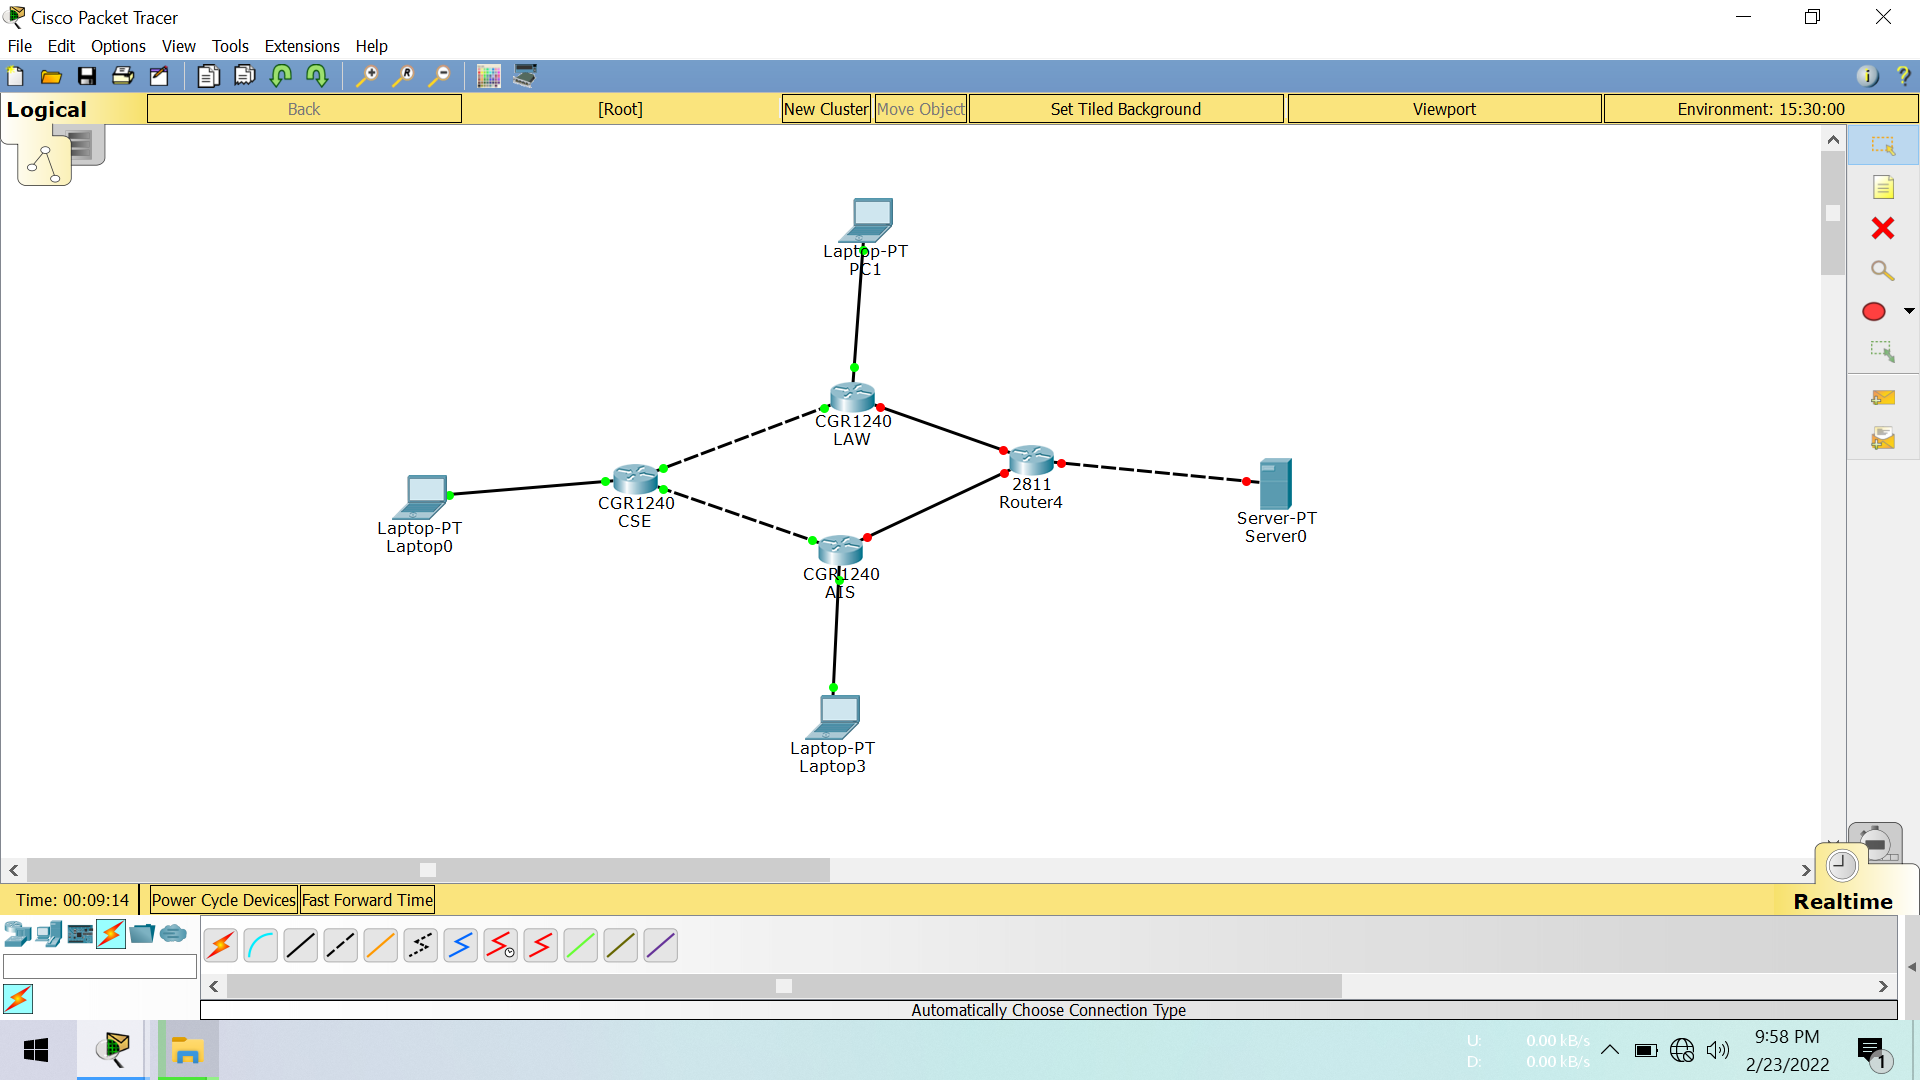 Cisco Packet Tracer
File Edit Options View Tools Extensions Help
Logical Back [Root] New Cluster Move Object Set Tiled Background Viewport Environment: 15:30:00
Laptop-PT
PC1
CGR1240
LAW
2811
Router4
CGR1240
CSE
Laptop-PT
Laptop0
Server-PT
Server0
CGR1240
AIS
Laptop-PT
Laptop3
Time: 00:09:14 Power Cycle Devices Fast Forward Time Realtime
Automatically Choose Connection Type
U: 0.00 kB/s
D: 0.00 kB/s
9:58 PM
2/23/2022
1